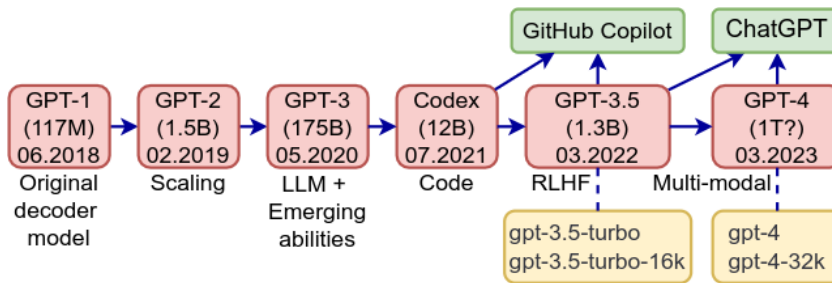 GitHub Copilot
ChatGPT
GPT-1
(117M)
06.2018
GPT-2
(1.5B)
02.2019
GPT-3
(175B)
05.2020
Codex
(12B)
07.2021
GPT-3.5
(1.3B)
03.2022
GPT-4
(1T?)
03.2023
Original
decoder
model
Scaling
LLM +
Emerging
abilities
Code
RLHF
Multi-modal
gpt-3.5-turbo
gpt-3.5-turbo-16k
gpt-4
gpt-4-32k